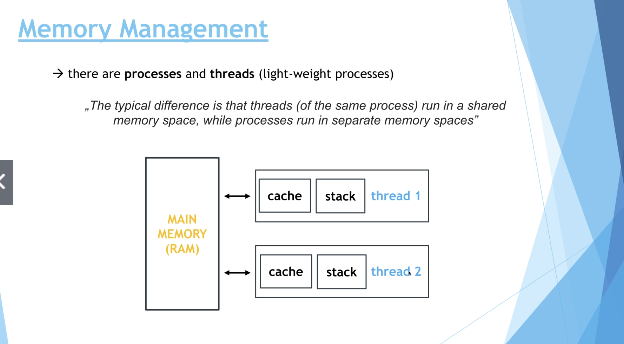 Memory Management
→ there are processes and threads (light-weight processes)
„The typical difference is that threads (of the same process) run in a shared
memory space, while processes run in separate memory spaces”
MAIN
MEMORY
(RAM)
cache
stack
thread 1
cache
stack
thread 2